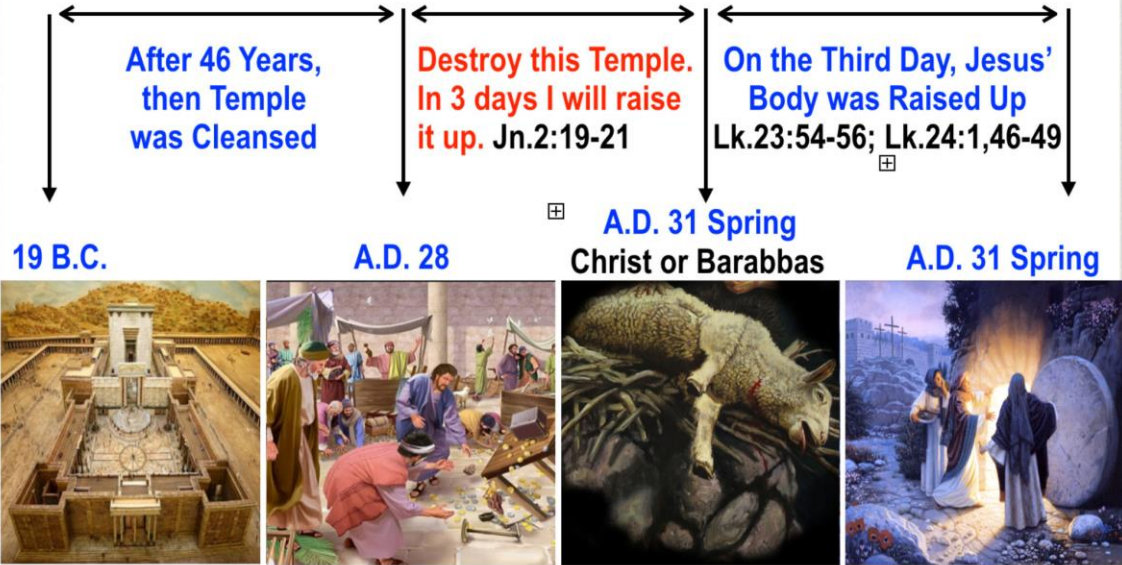 After 46 Years,
then Temple
was Cleansed
Destroy this Temple.
In 3 days I will raise
it up. Jn.2:19-21
On the Third Day, Jesus’
Body was Raised Up
Lk.23:54-56; Lk.24:1,46-49
19 B.C.
A.D. 28
A.D. 31 Spring
Christ or Barabbas
A.D. 31 Spring